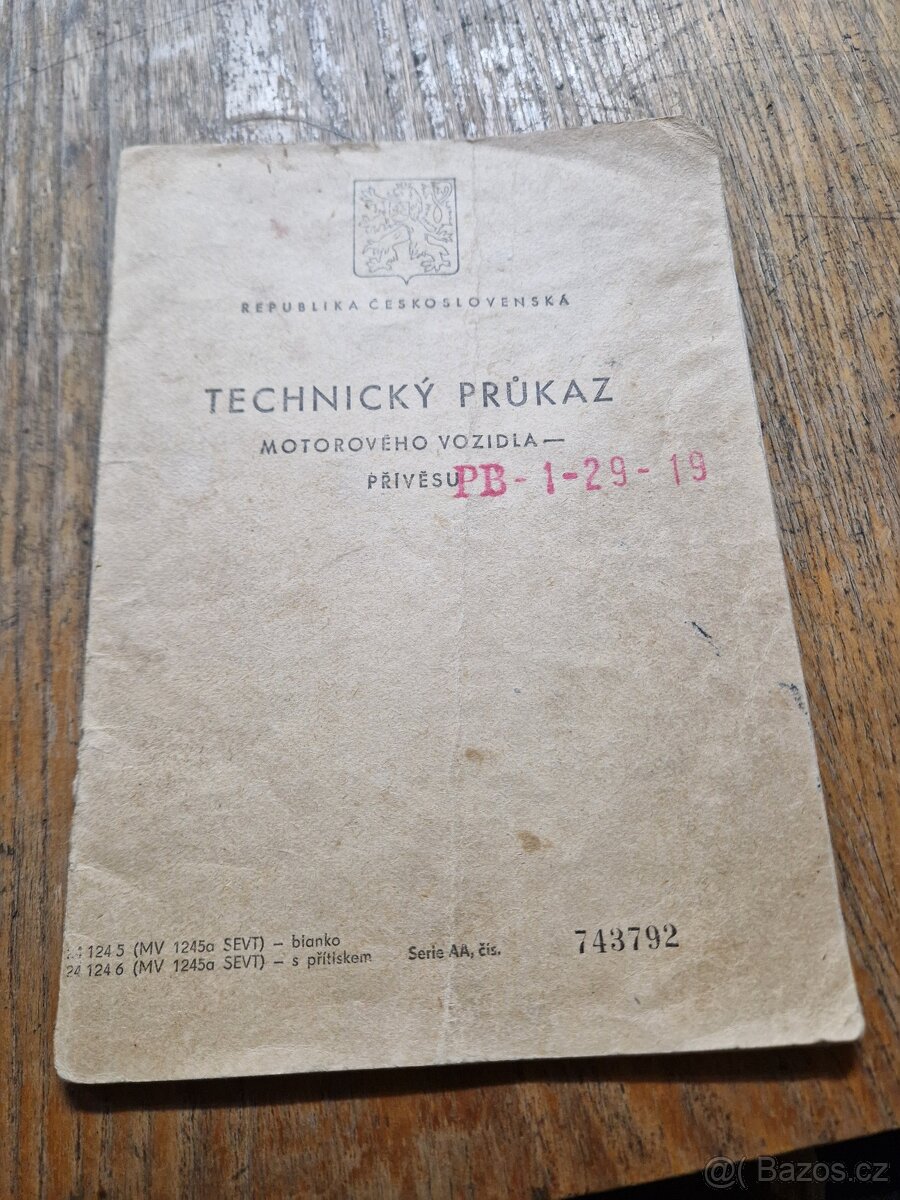 REPUBLIKA ČESKOSLOVENSKÁ
TECHNICKÝ PRŮKAZ
MOTOROVÉHO VOZIDLA—
PŘÍVĚSU PB-1-29-19
124 5 (MV 1245a SEVT) – bianko
24 124 6 (MV 1245a SEVT) – s přítiskem
Serie AA, čís. 743792
@( Bazos.cz